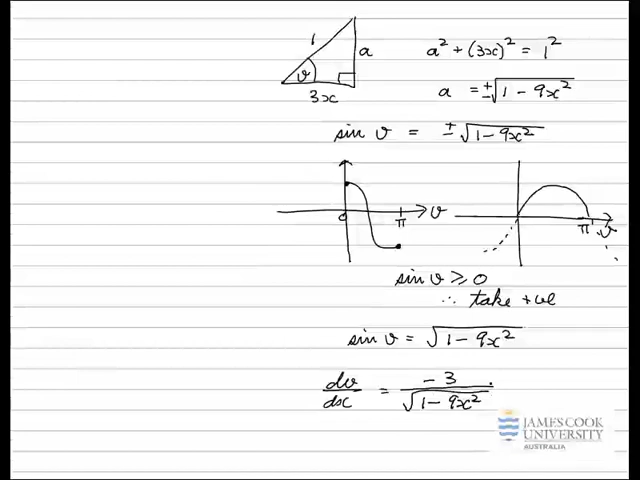 1
v
a
3x
a² + (3x)² = 1²
a = ±√(1 - 9x²)
sin v = ±√(1 - 9x²)
0
π
v
π
v
sin v ≥ 0
∴ take +ve
sin v = √(1 - 9x²)
dv/dx = -3/√(1 - 9x²)
JAMES COOK
UNIVERSITY
AUSTRALIA